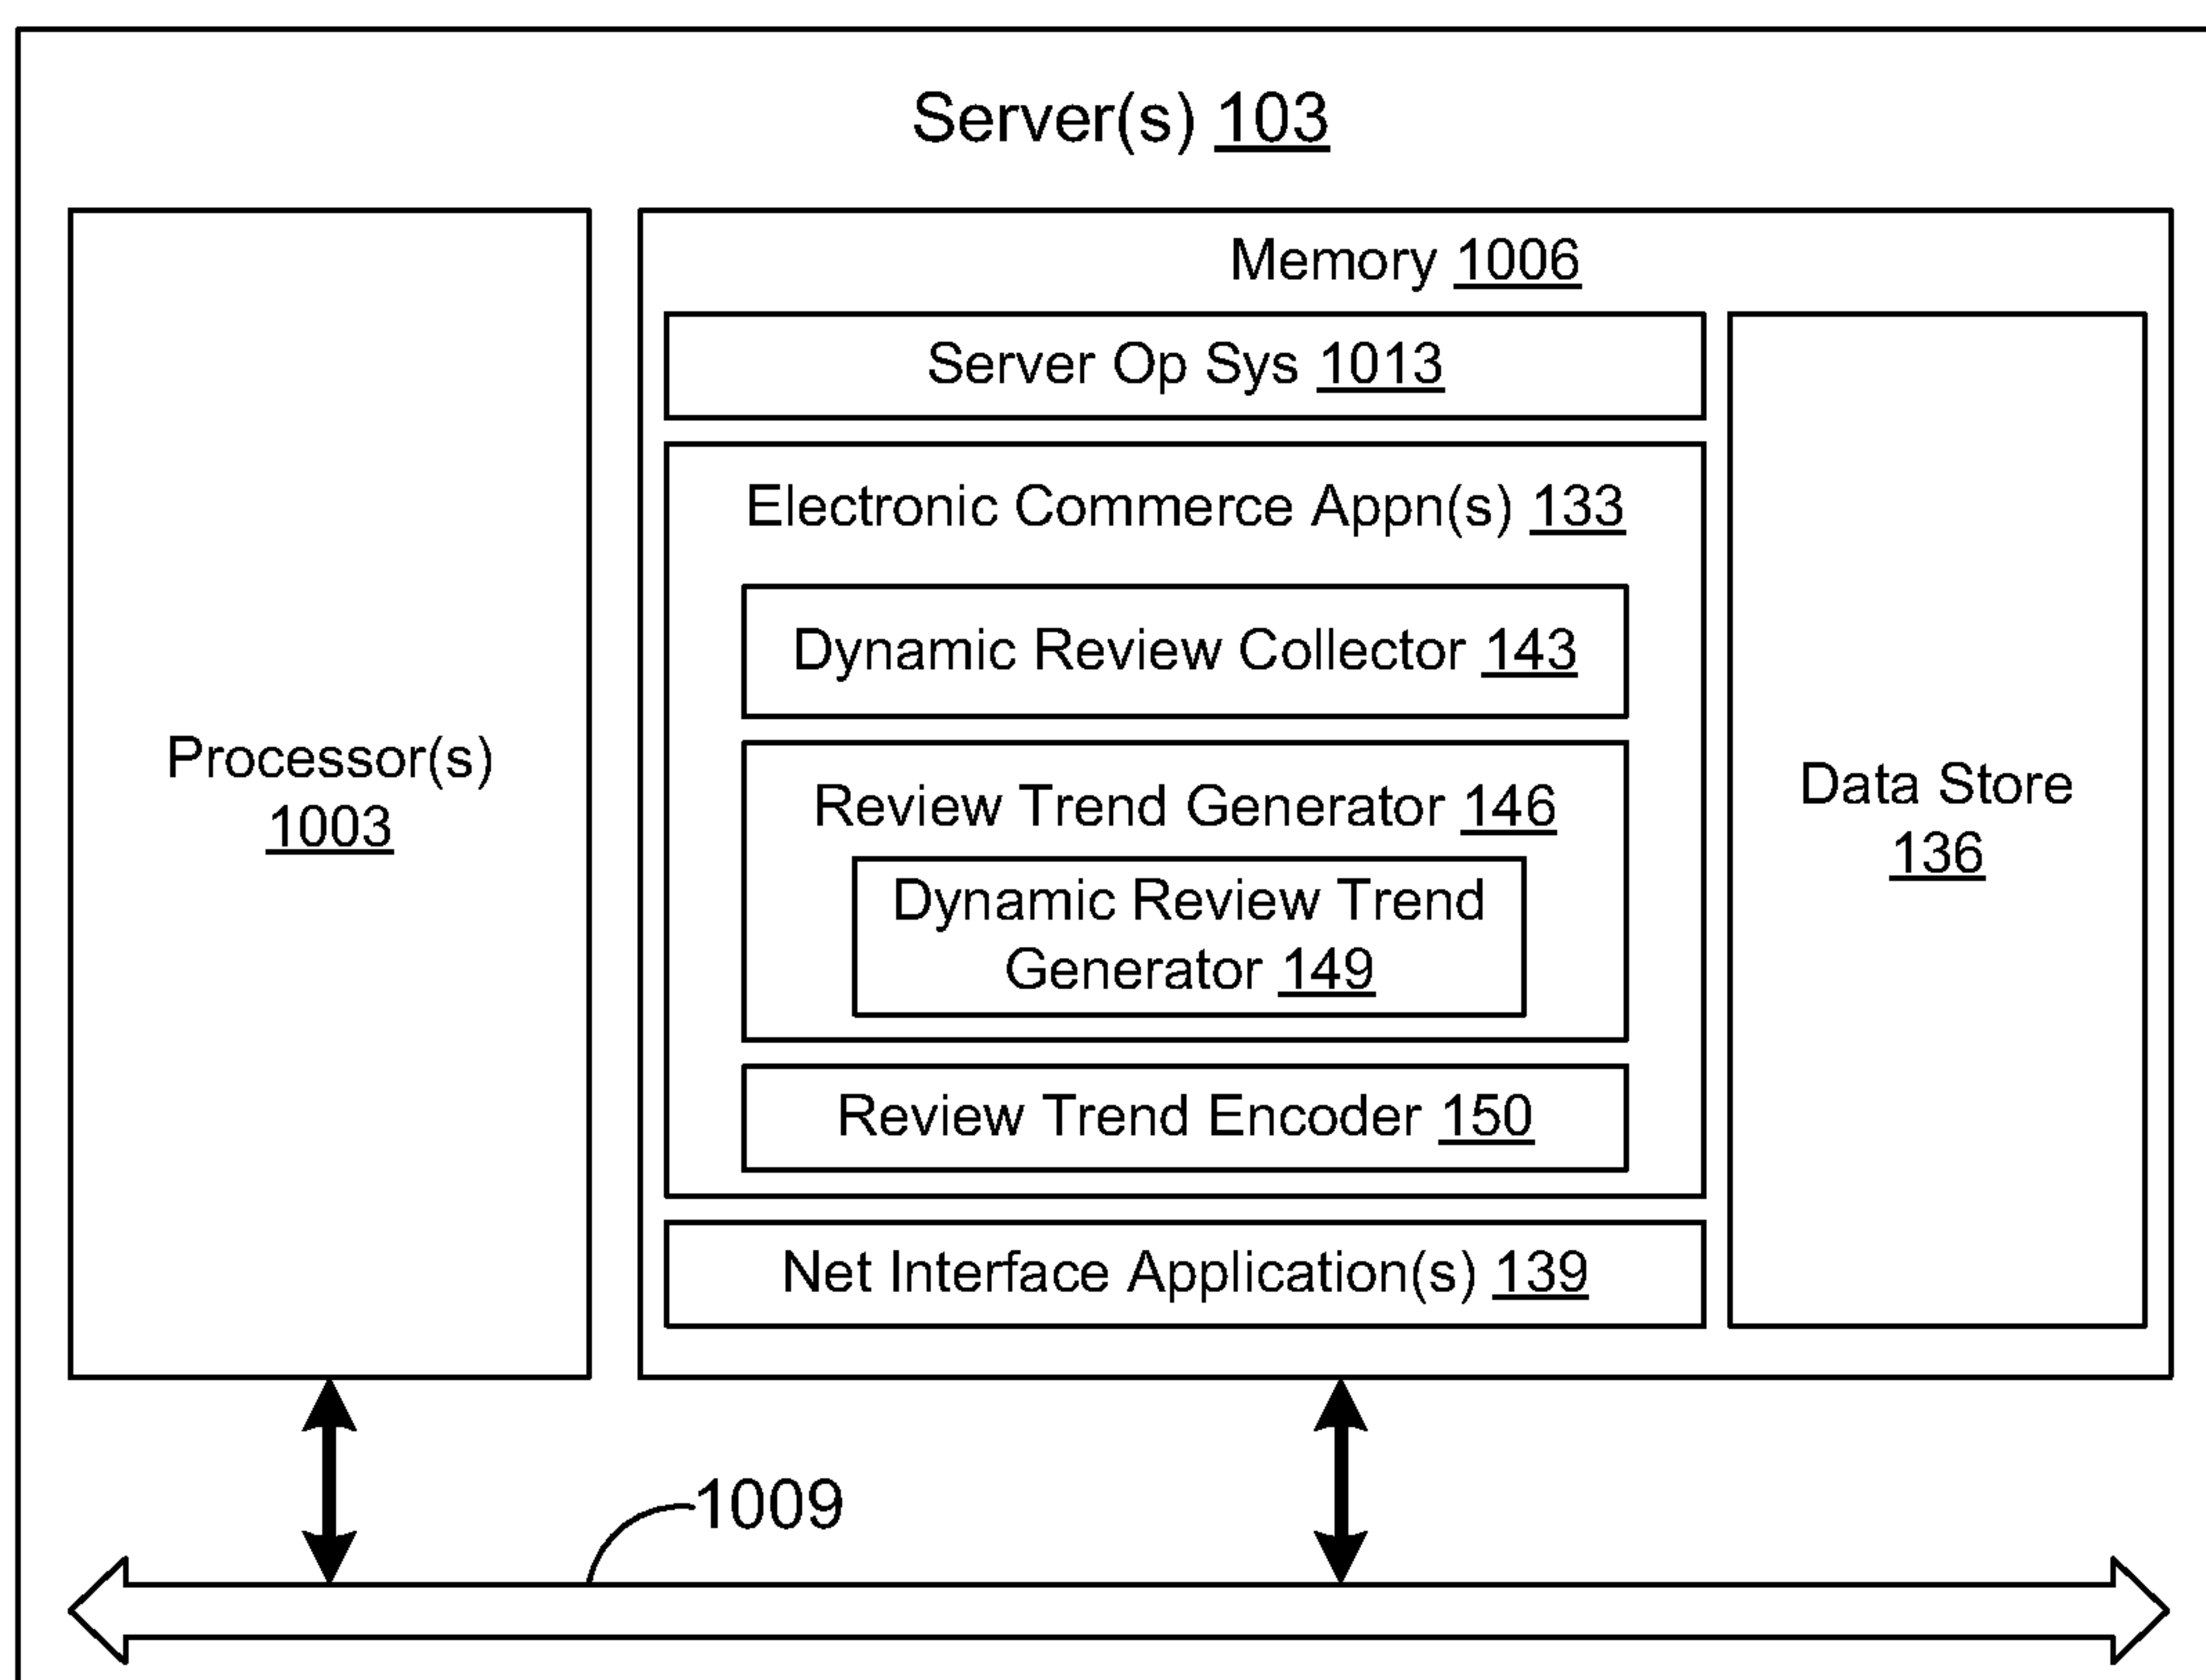 Server(s) 103
Processor(s)
1003
Memory 1006
Server Op Sys 1013
Electronic Commerce Appn(s) 133
Dynamic Review Collector 143
Review Trend Generator 146
Dynamic Review Trend
Generator 149
Review Trend Encoder 150
Net Interface Application(s) 139
Data Store
136
1009